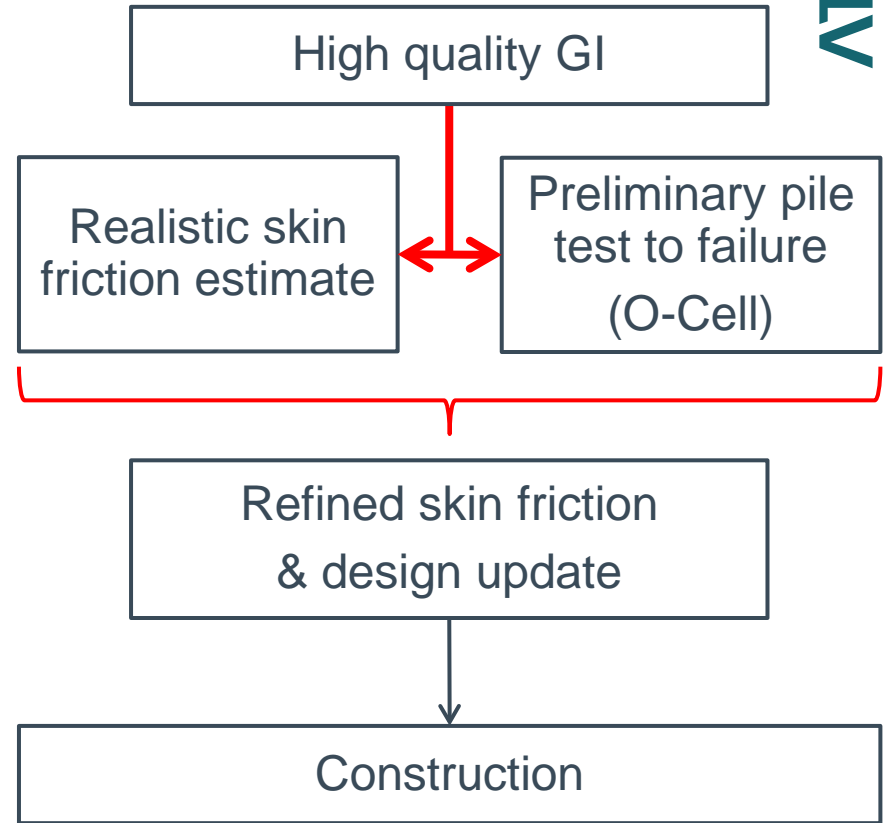 High quality GI
Realistic skin
friction estimate
Preliminary pile
test to failure
(O-Cell)
Refined skin friction
& design update
Construction